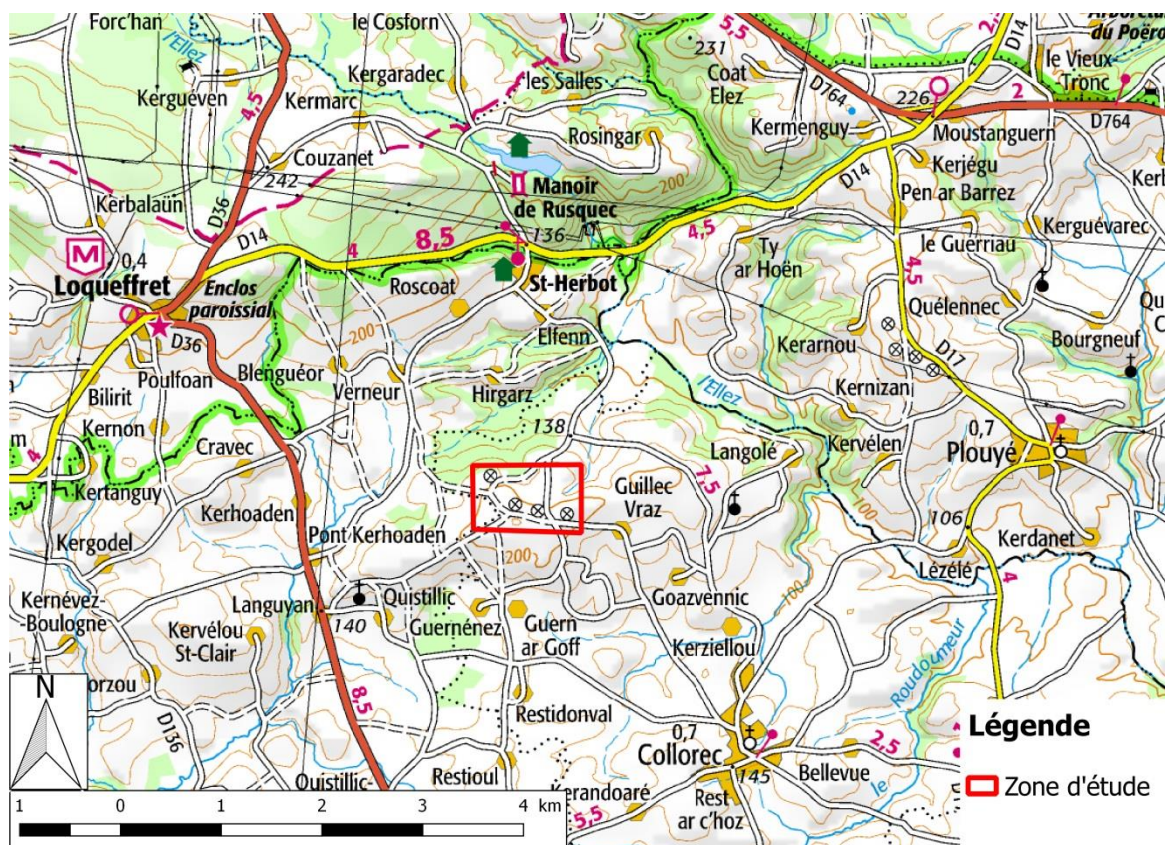 Forc'han
le Cosforn
l'Ellez
Kerguéven
4,5
Kermarc
Kergaradec
les Salles
231
Coat
Elez
5,5
D764
D14
du Poëro
le Vieux-
Tronc
226
2
D764
Kermenguy
Moustanguern
Rosingar
Couzanet
242
Kerbalaün
D36
D14
Manoir
de Rusquec
200
136
D14
4,5
Kerjégu
Pen ar Barrez
Kerguévarec
le Guerriau
Ty
ar Hoën
4,5
M
0,4
Loqueffret
Enclos
paroissial
4
8,5
Roscoat
St-Herbot
200
D36
Poulfoan
Bilirit
Blenguéor
Verneur
Elfenn
Hirgarz
l'Ellez
Quélennec
Kerarnou
D17
Bourgneuf
Kernizan
Kernon
4
Cravec
138
Langolé
Kervélen
0,7
Plouyé
Kertanguy
7,5
Guillec
Vraz
100
106
Kerhoaden
Pont Kerhoaden
200
Kerdanet
Kergodel
Lézélé
4
Kernévez-
Boulogne
Languyan
140
Quistillic
Guernénez
Guern
ar Goff
Goazvennic
100
Kerziellou
Kervélou
St-Clair
Roudoumeur
le
N
D136
8,5
Restidonval
0,7
Collorec
145
2,5
Bellevue
Restioul
Rest
ar c'hoz
5,5
Légende
Zone d'étude
1 0 1 2 3 4 km